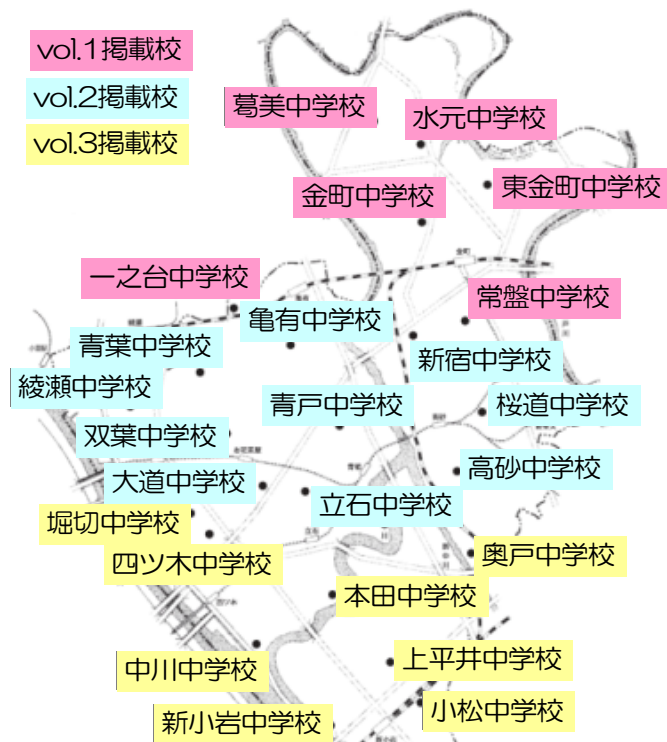 vol.1掲載校
vol.2掲載校
vol.3掲載校
葛美中学校
水元中学校
東金町中学校
金町中学校
金町
一之台中学校
常盤中学校
亀有中学校
青葉中学校
新宿中学校
綾瀬中学校
青戸中学校
桜道中学校
双葉中学校
高砂中学校
大道中学校
立石中学校
堀切中学校
四ツ木中学校
奥戸中学校
本田中学校
中川中学校
上平井中学校
新小岩中学校
小松中学校